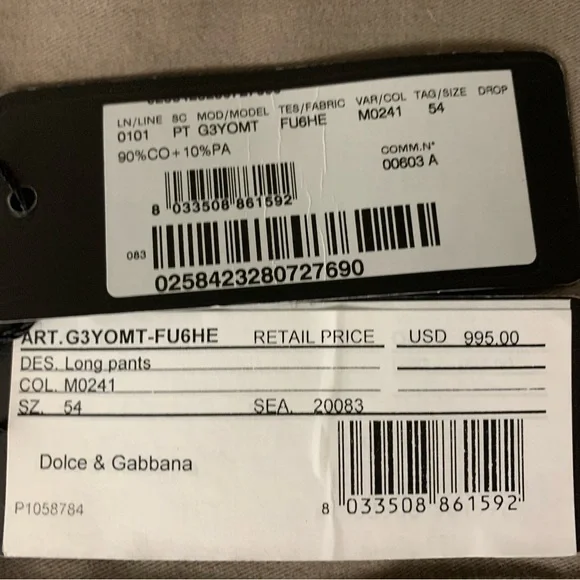 LN/LINE SC MOD/MODEL TES/FABRIC VAR/COL TAG/SIZE DROP
0101 PT G3YOMT FU6HE M0241 54
90%CO+10%PA
COMM.N°
00603 A
8 033508 861592
083
02584232807​27690
ART. G3YOMT-FU6HE RETAIL PRICE USD 995.00
DES. Long pants
COL. M0241
SZ. 54 SEA. 20083
Dolce & Gabbana
P1058784
8 033508 861592